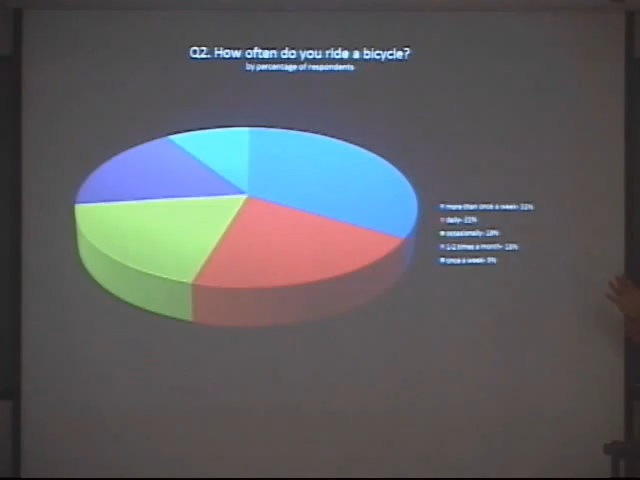 Q2. How often do you ride a bicycle?
by percentage of respondents
more than once a week-
daily-
occasionally-
1-2 times a month-
once a week- 9%